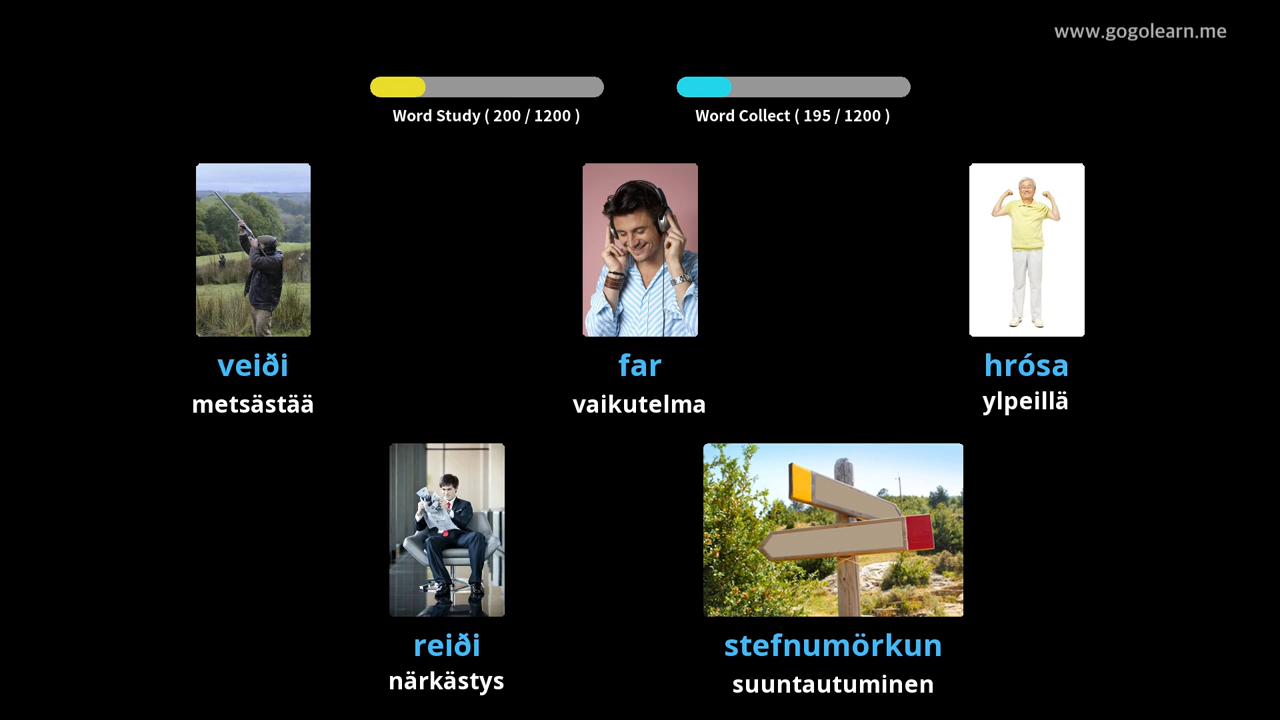 www.gogolearn.me
Word Study ( 200 / 1200 )
Word Collect ( 195 / 1200 )
veiði
metsästää
far
vaikutelma
hrósa
ylpeillä
reiði
närkästys
stefnumörkun
suuntautuminen